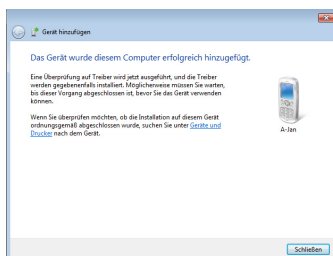 Gerät hinzufügen
Das Gerät wurde diesem Computer erfolgreich hinzugefügt.
Eine Überprüfung auf Treiber wird jetzt ausgeführt, und die Treiber
werden gegebenenfalls installiert. Möglicherweise müssen Sie warten,
bis dieser Vorgang abgeschlossen ist, bevor Sie das Gerät verwenden
können.
Wenn Sie überprüfen möchten, ob die Installation auf diesem Gerät
ordnungsgemäß abgeschlossen wurde, suchen Sie unter Geräte und
Drucker nach dem Gerät.
A-Jan
Schließen